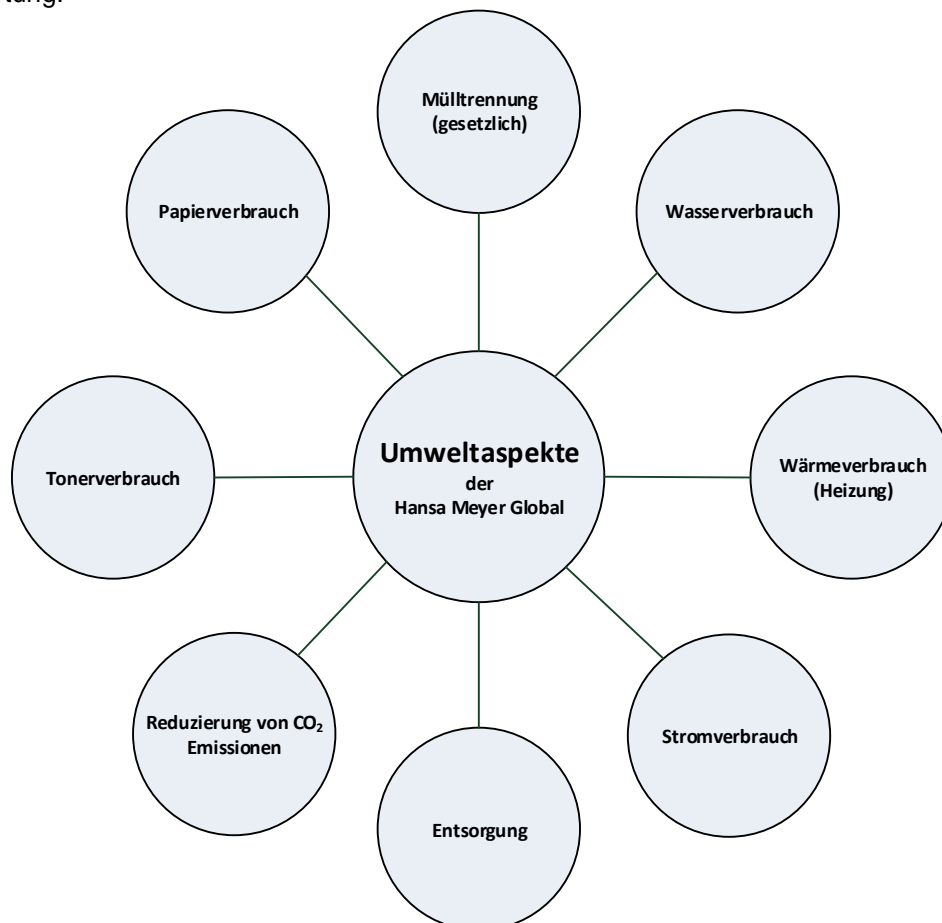 Mülltrennung
(gesetzlich)
Papierverbrauch
Wasserverbrauch
Umweltaspekte
der
Hansa Meyer Global
Tonerverbrauch
Wärmeverbrauch
(Heizung)
Reduzierung von CO₂
Emissionen
Stromverbrauch
Entsorgung